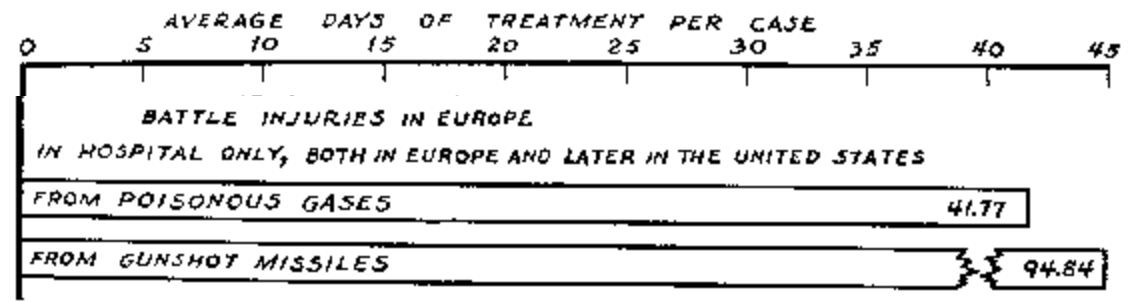 AVERAGE DAYS OF TREATMENT PER CASE
0 5 10 15 20 25 30 35 40 45
BATTLE INJURIES IN EUROPE
IN HOSPITAL ONLY, BOTH IN EUROPE AND LATER IN THE UNITED STATES
FROM POISONOUS GASES 41.77
FROM GUNSHOT MISSILES 94.84